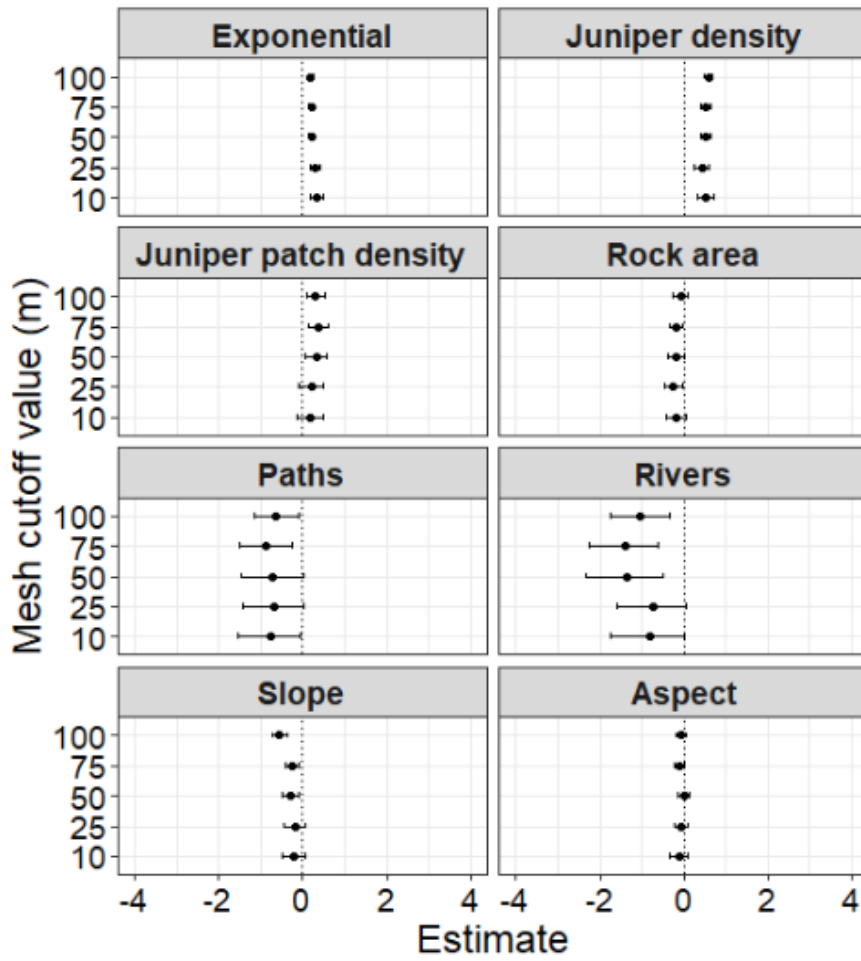 Exponential
Juniper density
100
75
50
25
10
Juniper patch density
Rock area
100
75
50
25
10
Mesh cutoff value (m)
Paths
Rivers
100
75
50
25
10
Slope
Aspect
100
75
50
25
10
-4 -2 0 2 4 -4 -2 0 2 4
Estimate